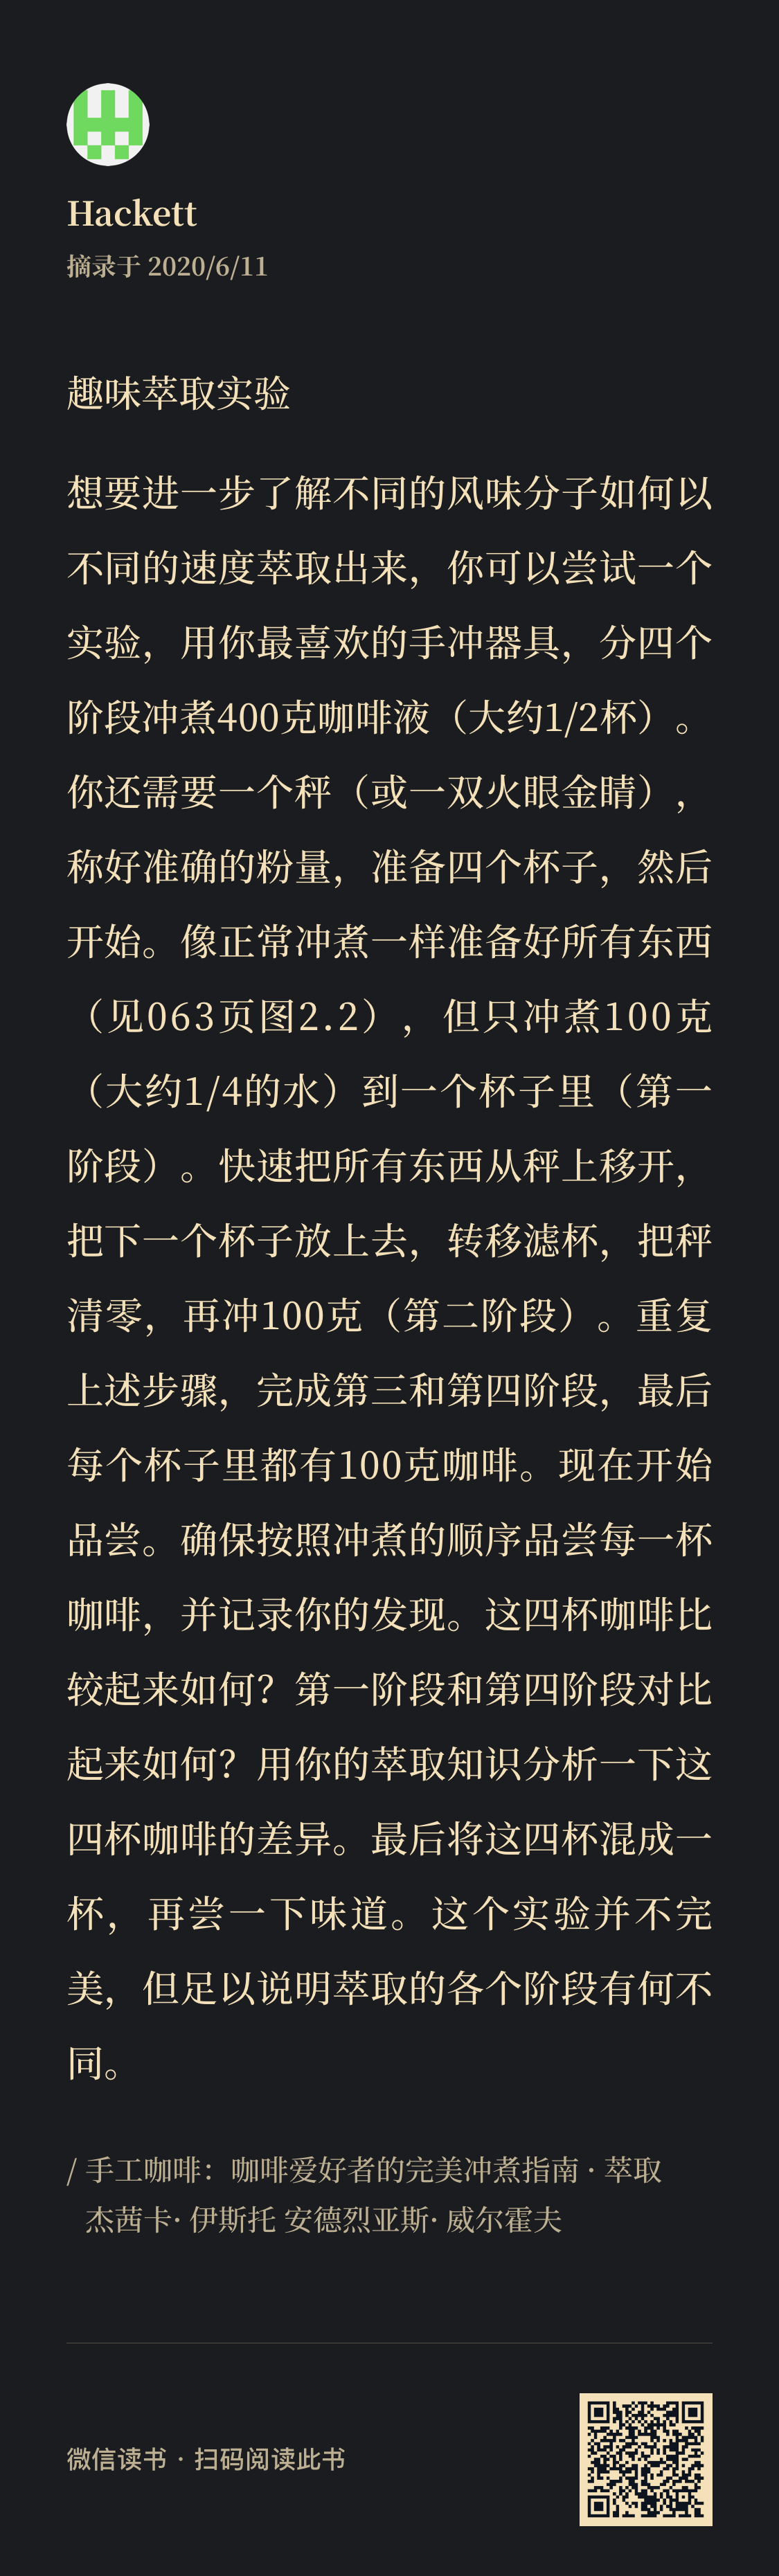 Hackett
摘录于 2020/6/11
趣味萃取实验
想要进一步了解不同的风味分子如何以
不同的速度萃取出来，你可以尝试一个
实验，用你最喜欢的手冲器具，分四个
阶段冲煮400克咖啡液（大约1/2杯）。
你还需要一个秤（或一双火眼金睛），
称好准确的粉量，准备四个杯子，然后
开始。像正常冲煮一样准备好所有东西
（见063页图2.2），但只冲煮100克
（大约1/4的水）到一个杯子里（第一
阶段）。快速把所有东西从秤上移开，
把下一个杯子放上去，转移滤杯，把秤
清零，再冲100克（第二阶段）。重复
上述步骤，完成第三和第四阶段，最后
每个杯子里都有100克咖啡。现在开始
品尝。确保按照冲煮的顺序品尝每一杯
咖啡，并记录你的发现。这四杯咖啡比
较起来如何？第一阶段和第四阶段对比
起来如何？用你的萃取知识分析一下这
四杯咖啡的差异。最后将这四杯混成一
杯，再尝一下味道。这个实验并不完
美，但足以说明萃取的各个阶段有何不
同。
/ 手工咖啡：咖啡爱好者的完美冲煮指南 · 萃取
杰茜卡· 伊斯托 安德烈亚斯· 威尔霍夫
微信读书 · 扫码阅读此书